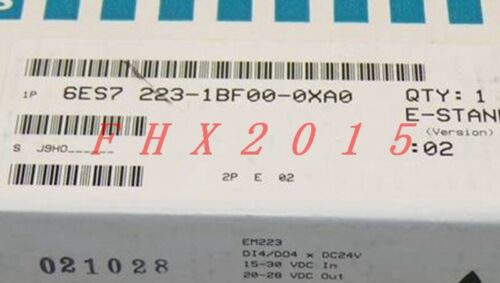 1P 6ES7 223-1BF00-0XA0 QTY: 1
E-STAN
(Version)
:02
S J9HO______
FHX2015
2P E 02
EM223
DI4/DO4 x DC24V
15-30 VDC In
20-28 VDC Out
021028